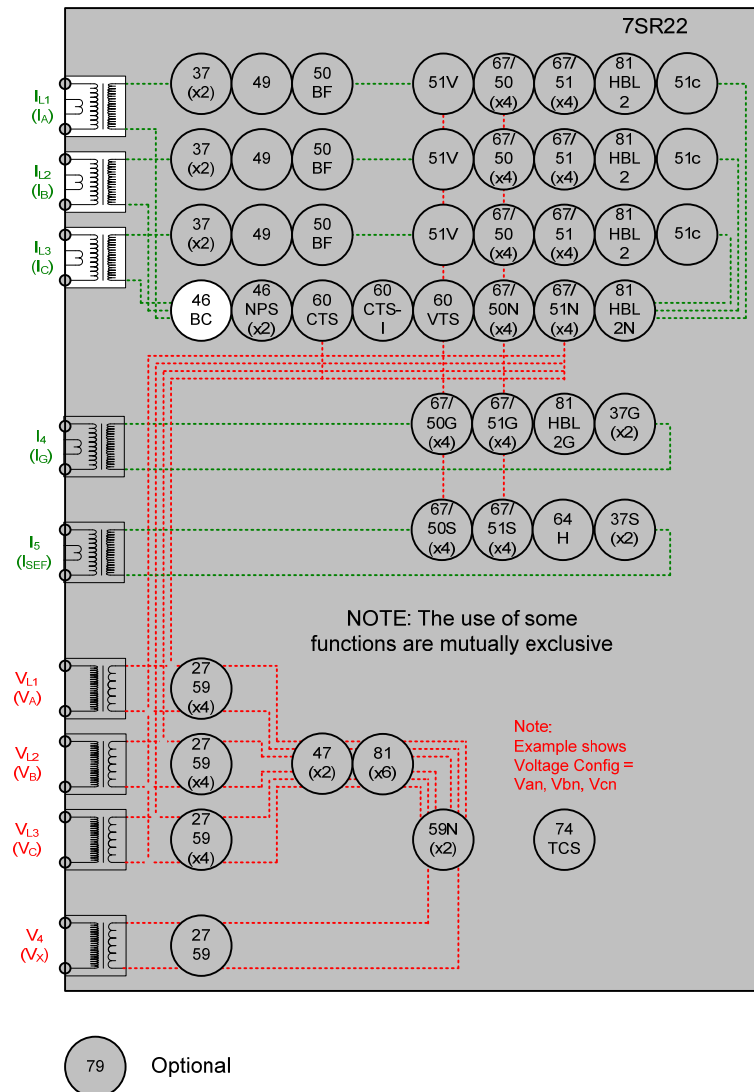 7SR22
IL1
(IA)
37
(x2)
49
50
BF
51V
67/
50
(x4)
67/
51
(x4)
81
HBL
2
51c
IL2
(IB)
37
(x2)
49
50
BF
51V
67/
50
(x4)
67/
51
(x4)
81
HBL
2
51c
IL3
(IC)
37
(x2)
49
50
BF
51V
67/
50
(x4)
67/
51
(x4)
81
HBL
2
51c
46
BC
46
NPS
(x2)
60
CTS
60
CTS-
I
60
VTS
67/
50N
(x4)
67/
51N
(x4)
81
HBL
2N
I4
(IG)
67/
50G
(x4)
67/
51G
(x4)
81
HBL
2G
37G
(x2)
I5
(ISEF)
67/
50S
(x4)
67/
51S
(x4)
64
H
37S
(x2)
NOTE: The use of some
functions are mutually exclusive
VL1
(VA)
27
59
(x4)
VL2
(VB)
27
59
(x4)
47
(x2)
81
(x6)
Note:
Example shows
Voltage Config =
Van, Vbn, Vcn
VL3
(VC)
27
59
(x4)
59N
(x2)
74
TCS
V4
(VX)
27
59
79
Optional